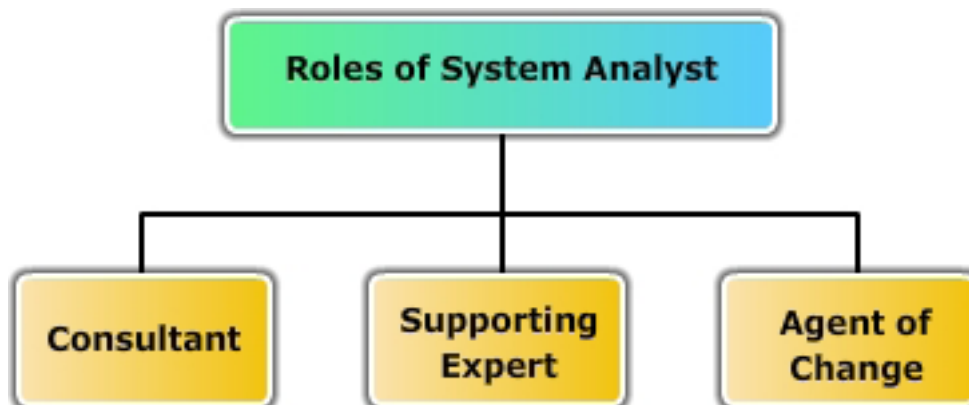 Roles of System Analyst
Consultant
Supporting
Expert
Agent of
Change